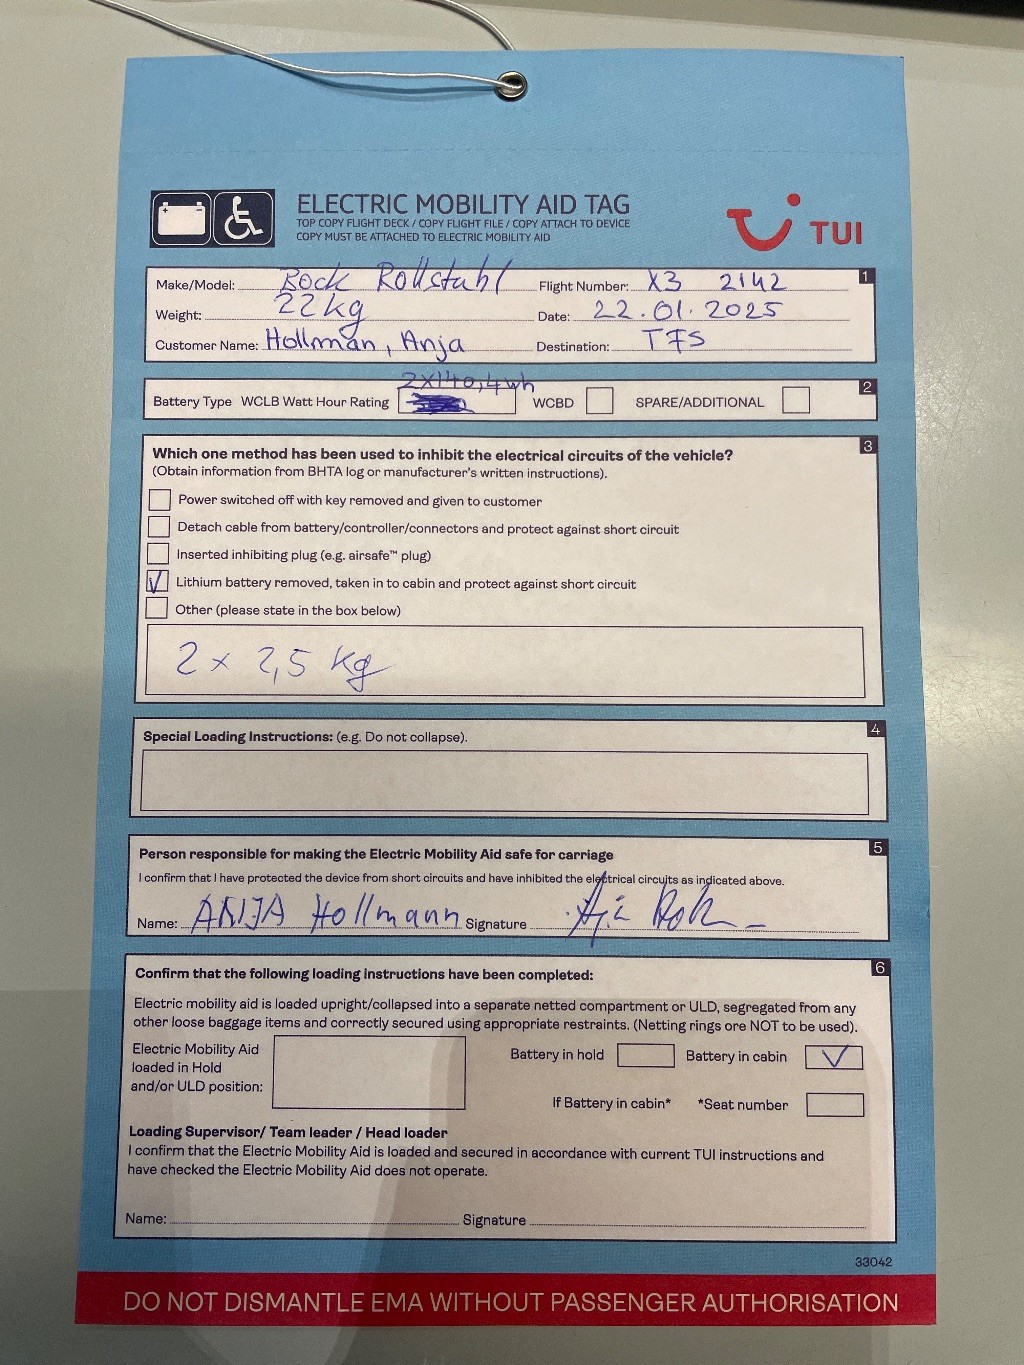 ELECTRIC MOBILITY AID TAG
TOP COPY FLIGHT DECK / COPY FLIGHT FILE / COPY ATTACH TO DEVICE
COPY MUST BE ATTACHED TO ELECTRIC MOBILITY AID
TUI
1
Make/Model: Rock Rollstuhl Flight Number: X3 2142
Weight: 22kg Date: 22.01.2025
Customer Name: Hollman, Anja Destination: TFS
2
2x140,4wh
Battery Type WCLB Watt Hour Rating WCBD SPARE/ADDITIONAL
3
Which one method has been used to inhibit the electrical circuits of the vehicle?
(Obtain information from BHTA log or manufacturer's written instructions).
Power switched off with key removed and given to customer
Detach cable from battery/controller/connectors and protect against short circuit
Inserted inhibiting plug (e.g. airsafe™ plug)
Lithium battery removed, taken in to cabin and protect against short circuit
Other (please state in the box below)
2 x 2,5 kg
4
Special Loading Instructions: (e.g. Do not collapse).
5
Person responsible for making the Electric Mobility Aid safe for carriage
I confirm that I have protected the device from short circuits and have inhibited the electrical circuits as indicated above.
Name: ANJA Hollmann Signature
6
Confirm that the following loading instructions have been completed:
Electric mobility aid is loaded upright/collapsed into a separate netted compartment or ULD, segregated from any
other loose baggage items and correctly secured using appropriate restraints. (Netting rings are NOT to be used).
Electric Mobility Aid
loaded in Hold
and/or ULD position:
Battery in hold Battery in cabin
If Battery in cabin* *Seat number
Loading Supervisor/ Team leader / Head loader
I confirm that the Electric Mobility Aid is loaded and secured in accordance with current TUI instructions and
have checked the Electric Mobility Aid does not operate.
Name: Signature
33042
DO NOT DISMANTLE EMA WITHOUT PASSENGER AUTHORISATION